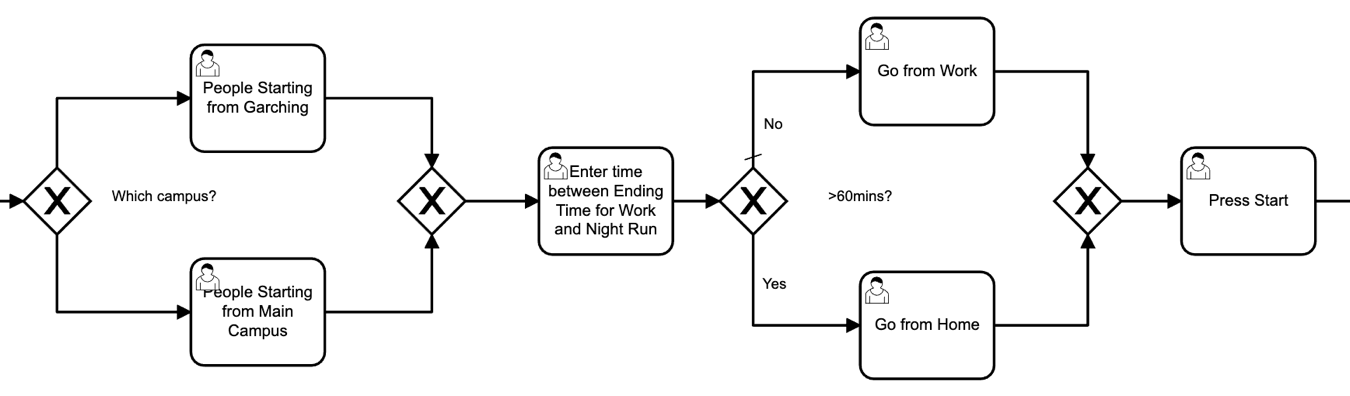 People Starting
from Garching
Which campus?
People Starting
from Main
Campus
Enter time
between Ending
Time for Work
and Night Run
No
>60mins?
Yes
Go from Work
Go from Home
Press Start